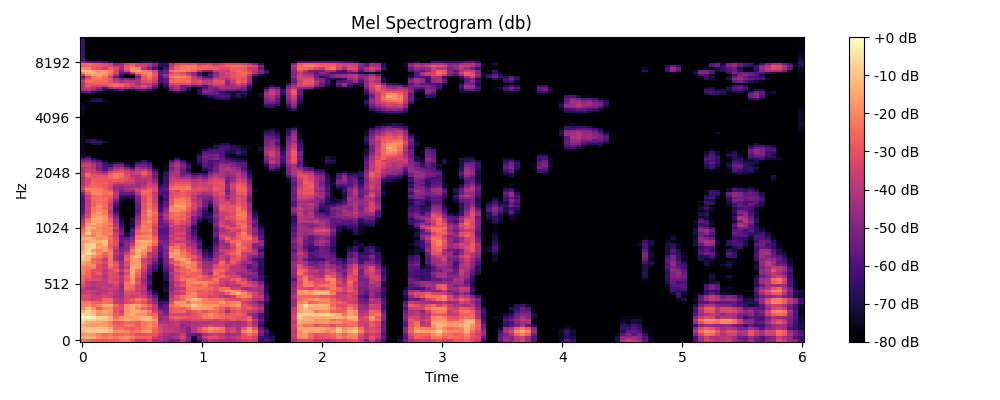 Mel Spectrogram (db)
Hz
8192
4096
2048
1024
512
0
0 1 2 3 4 5 6
Time
+0 dB
-10 dB
-20 dB
-30 dB
-40 dB
-50 dB
-60 dB
-70 dB
-80 dB